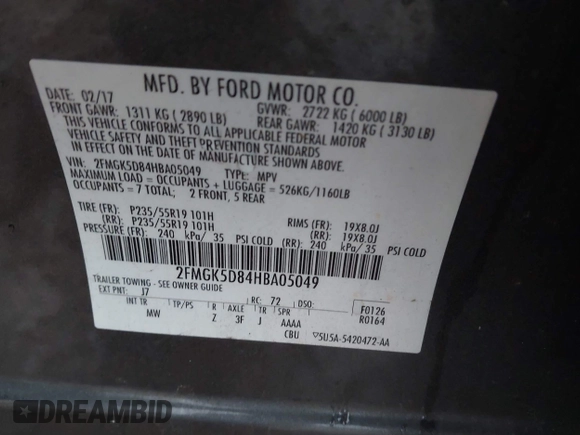 MFD. BY FORD MOTOR CO.
DATE: 02/17 GVWR: 2722 KG ( 6000 LB)
FRONT GAWR: 1311 KG ( 2890 LB) REAR GAWR: 1420 KG ( 3130 LB)
THIS VEHICLE CONFORMS TO ALL APPLICABLE FEDERAL MOTOR
VEHICLE SAFETY AND THEFT PREVENTION STANDARDS
IN EFFECT ON THE DATE OF MANUFACTURE SHOWN ABOVE.
VIN: 2FMGK5D84HBA05049 TYPE: MPV
MAXIMUM LOAD = OCCUPANTS + LUGGAGE = 526KG/1160LB
OCCUPANTS = 7 TOTAL; 2 FRONT, 5 REAR
TIRE (FR): P235/55R19 101H RIMS (FR): 19X8.0J
(RR): P235/55R19 101H (RR): 19X8.0J
PRESSURE (FR): 240 kPa/ 35 PSI COLD (RR): 240 kPa/ 35 PSI COLD
2FMGK5D84HBA05049
TRAILER TOWING - SEE OWNER GUIDE
EXT PNT: J7 RC: 72 DSO: F0126
INT TR TP/PS R AXLE TR SPR R0164
MW Z 3F J AAAA
CBU 5U5A-5420472-AA
DREAMBID